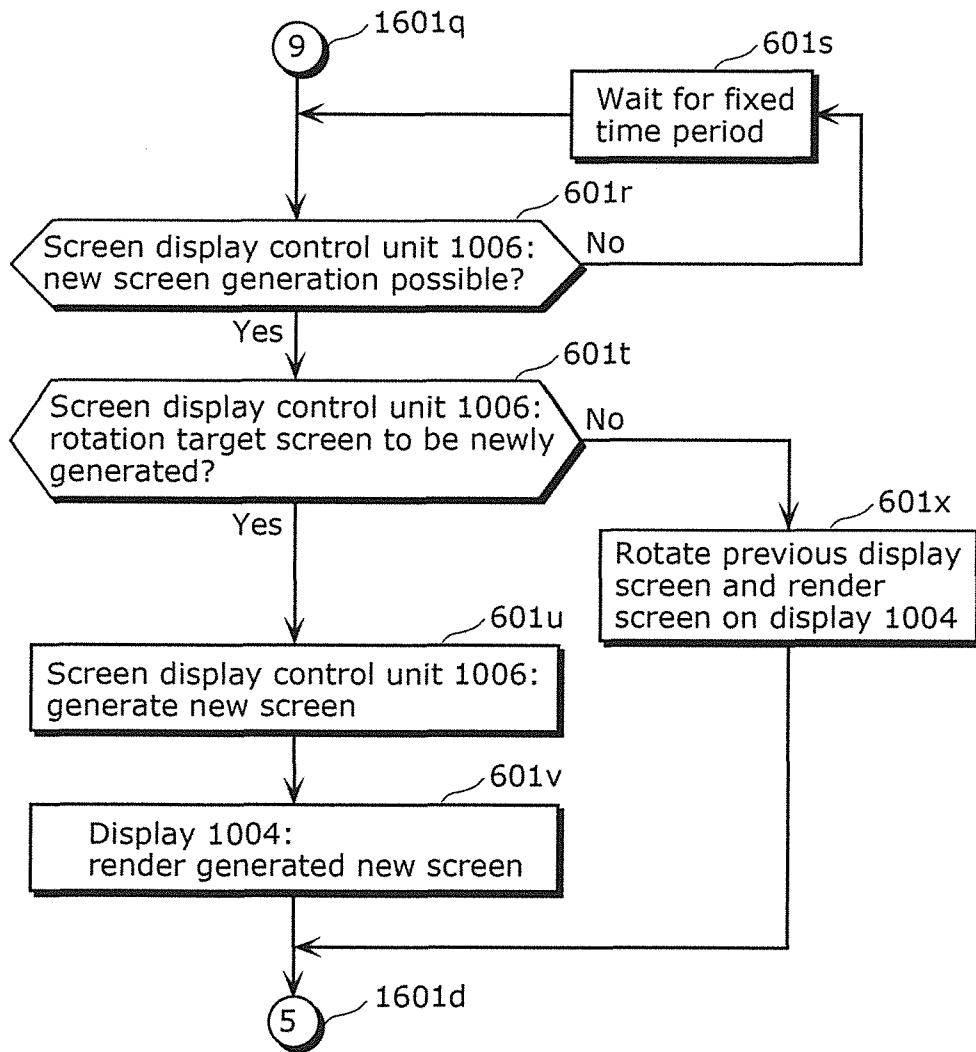 9
1601q
601s
Wait for fixed
time period
601r
Screen display control unit 1006:
new screen generation possible?
No
Yes
601t
Screen display control unit 1006:
rotation target screen to be newly
generated?
No
Yes
601x
Rotate previous display
screen and render
screen on display 1004
601u
Screen display control unit 1006:
generate new screen
601v
Display 1004:
render generated new screen
5
1601d